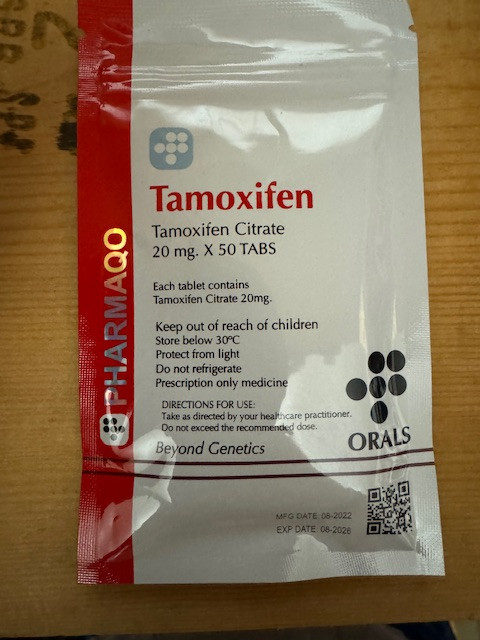 PHARMAQO
Tamoxifen
Tamoxifen Citrate
20 mg. X 50 TABS
Each tablet contains
Tamoxifen Citrate 20mg.
Keep out of reach of children
Store below 30ºC
Protect from light
Do not refrigerate
Prescription only medicine
DIRECTIONS FOR USE:
Take as directed by your healthcare practitioner.
Do not exceed the recommended dose.
Beyond Genetics
ORALS
MFG DATE: 08-2022
EXP DATE: 08-2026